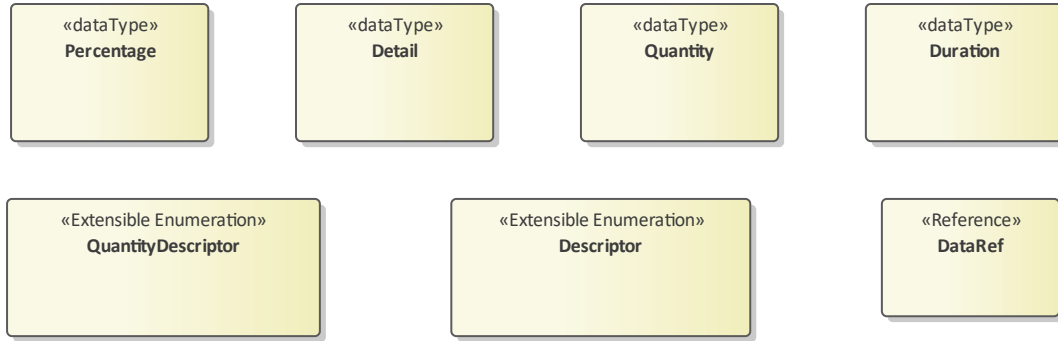 «dataType»
Percentage
«dataType»
Detail
«dataType»
Quantity
«dataType»
Duration
«Extensible Enumeration»
QuantityDescriptor
«Extensible Enumeration»
Descriptor
«Reference»
DataRef